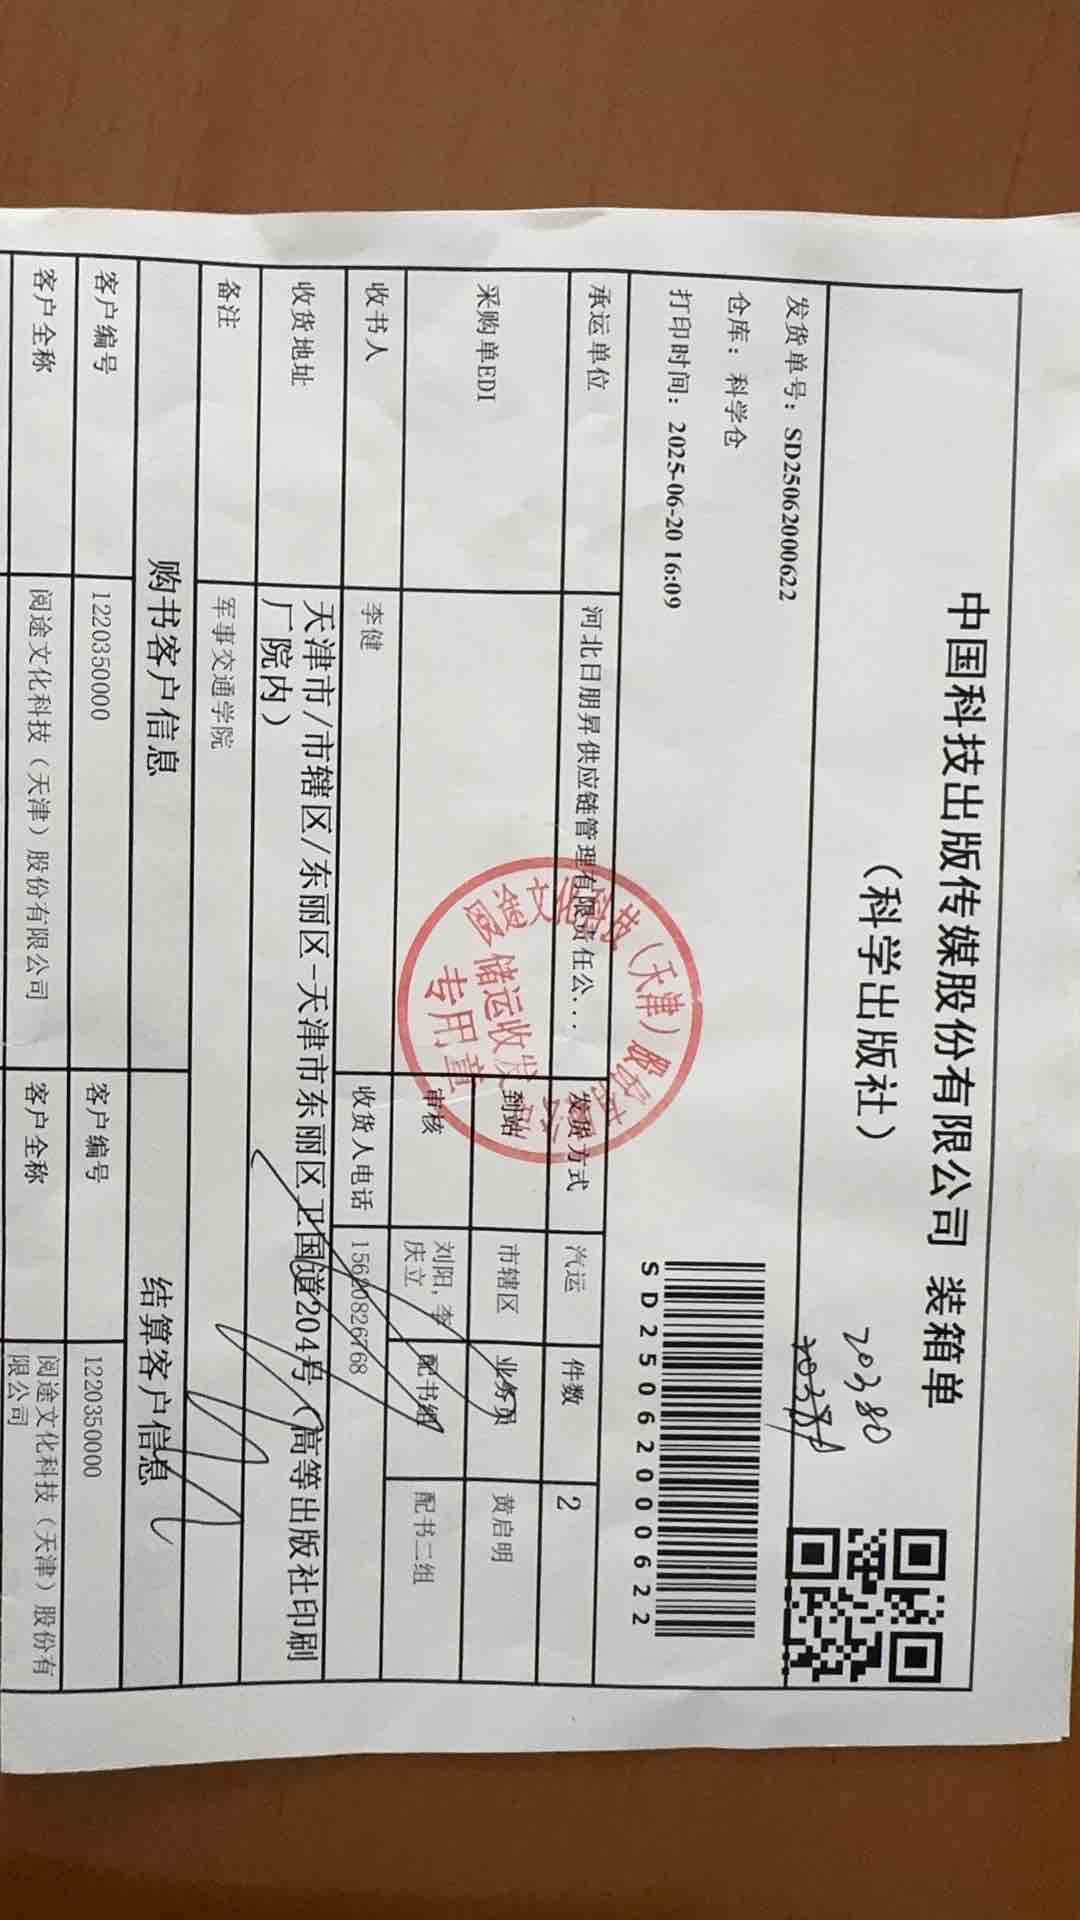 中国科技出版传媒股份有限公司 装箱单
（科学出版社）
20380
发货单号：SD25062000622
仓库：科学仓
打印时间：2025-06-20 16:09
SD25062000622
承运单位 河北日朋昇供应链管理有限责任公... 发货方式 汽运 件数 2
采购单EDI 到站 市辖区 业务员 黄启明
审核 刘阳,李庆立 配书组 配书二组
收书人 李健 收货人电话 15620826768
收货地址 天津市/市辖区/东丽区-天津市东丽区卫国道204号（高等出版社印刷
厂院内）
备注 军事交通学院
购书客户信息 结算客户信息
客户编号 1220350000 客户编号 1220350000
客户全称 阅途文化科技（天津）股份有限公司 客户全称 阅途文化科技（天津）股份有
限公司
阅途文化科技（天津）股份有限公司
储运收发
专用章